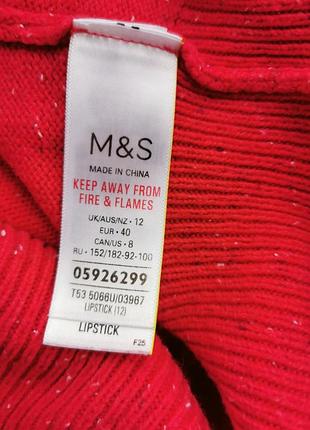 M&S
MADE IN CHINA
KEEP AWAY FROM
FIRE & FLAMES
UK/AUS/NZ • 12
EUR • 40
CAN/US • 8
RU • 152/182-92-100
05926299
T53 5066U/03967
LIPSTICK (12)
LIPSTICK
F25